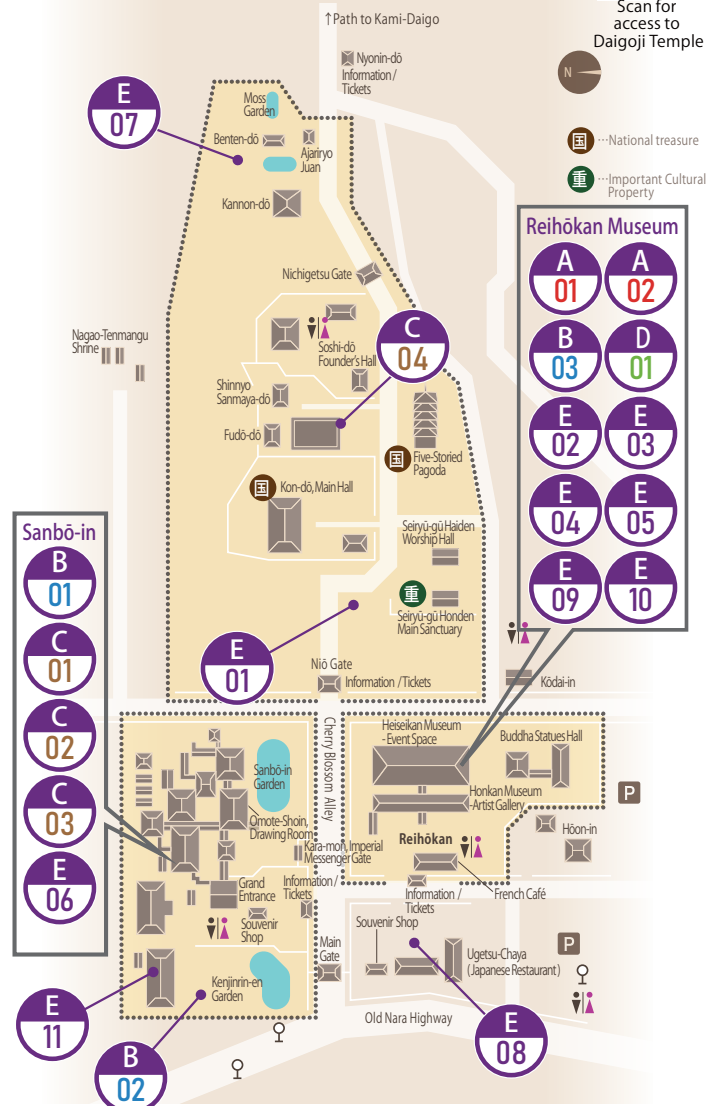 Scan for
access to
Daigoji Temple
↑Path to Kami-Daigo
N
Nyonin-dō
Information /
Tickets
E
07
Moss
Garden
Benten-dō
Ajariryo
Juan
国 ···National treasure
重 ···Important Cultural
Property
Kannon-dō
Nichigetsu Gate
Reihōkan Museum
A
01
A
02
B
03
D
01
E
02
E
03
E
04
E
05
E
09
E
10
Nagao-Tenmangu
Shrine
Soshi-dō
Founder's Hall
C
04
Shinnyo
Sanmaya-dō
Fudō-dō
国
Five-Storied
Pagoda
国
Kon-dō, Main Hall
Seiryū-gū Haiden
Worship Hall
重
Seiryū-gū Honden
Main Sanctuary
Sanbō-in
B
01
C
01
C
02
C
03
E
06
E
01
Niō Gate
Information / Tickets
Kōdai-in
Cherry Blossom Alley
Heiseikan Museum
- Event Space
Buddha Statues Hall
Sanbō-in
Garden
Honkan Museum
-Artist Gallery
P
Omote-Shoin,
Drawing Room
Kara-mon, Imperial
Messenger Gate
Reihōkan
Hōon-in
Grand
Entrance
Information /
Tickets
Information /
Tickets
French Café
Souvenir
Shop
Souvenir Shop
Main
Gate
Ugetsu-Chaya
(Japanese Restaurant)
P
Kenjinrin-en
Garden
E
11
Old Nara Highway
E
08
B
02